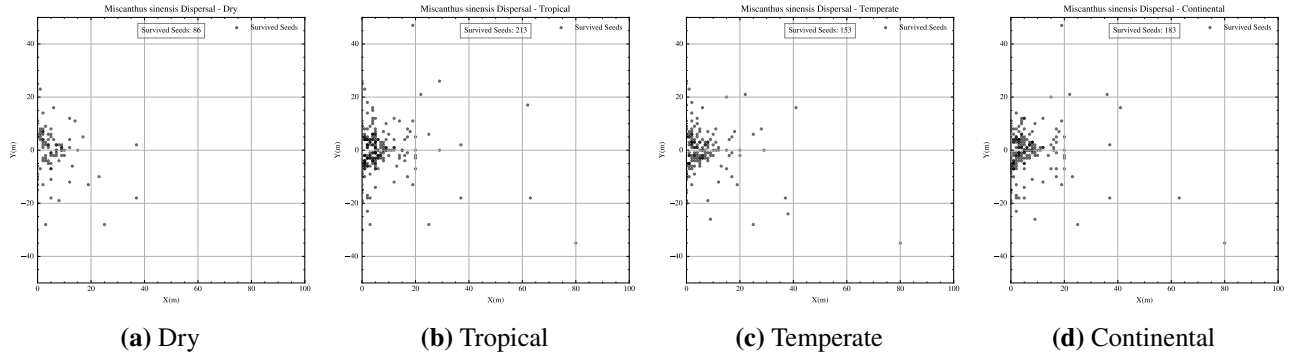 Miscanthus sinensis Dispersal - Dry
Survived Seeds: 86
Survived Seeds
40
20
0
−20
−40
Y(m)
0
20
40
60
80
100
X(m)
(a) Dry
Miscanthus sinensis Dispersal - Tropical
Survived Seeds: 213
Survived Seeds
40
20
0
−20
−40
Y(m)
0
20
40
60
80
100
X(m)
(b) Tropical
Miscanthus sinensis Dispersal - Temperate
Survived Seeds: 153
Survived Seeds
40
20
0
−20
−40
Y(m)
0
20
40
60
80
100
X(m)
(c) Temperate
Miscanthus sinensis Dispersal - Continental
Survived Seeds: 183
Survived Seeds
40
20
0
−20
−40
Y(m)
0
20
40
60
80
100
X(m)
(d) Continental